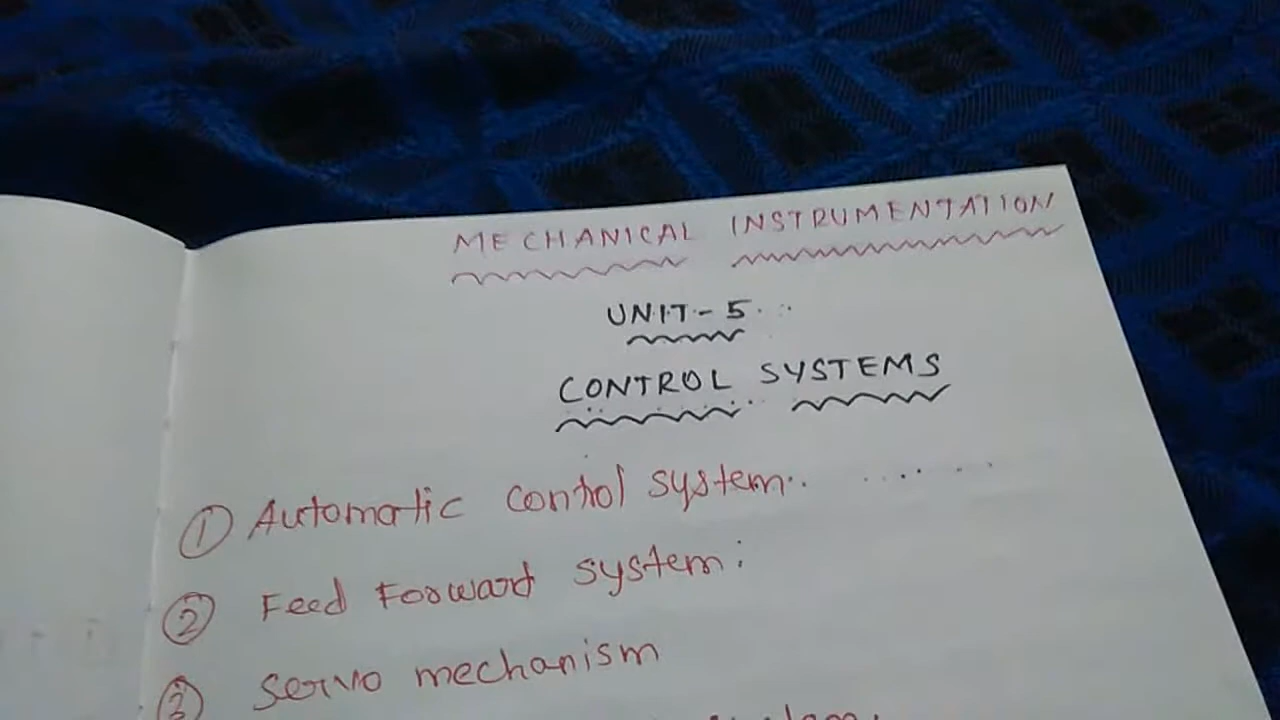 MECHANICAL INSTRUMENTATION
UNIT-5
CONTROL SYSTEMS
① Automatic control system..
② Feed Forward system:
③ Servo mechanism